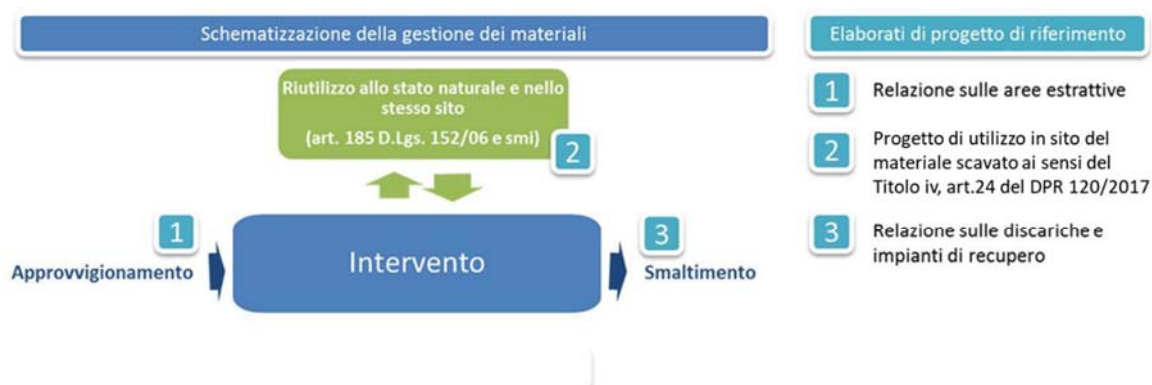 Schematizzazione della gestione dei materiali
Riutilizzo allo stato naturale e nello
stesso sito
(art. 185 D.Lgs. 152/06 e smi)
2
1
Approvvigionamento
Intervento
3
Smaltimento
Elaborati di progetto di riferimento
1
Relazione sulle aree estrattive
2
Progetto di utilizzo in sito del
materiale scavato ai sensi del
Titolo iv, art.24 del DPR 120/2017
3
Relazione sulle discariche e
impianti di recupero